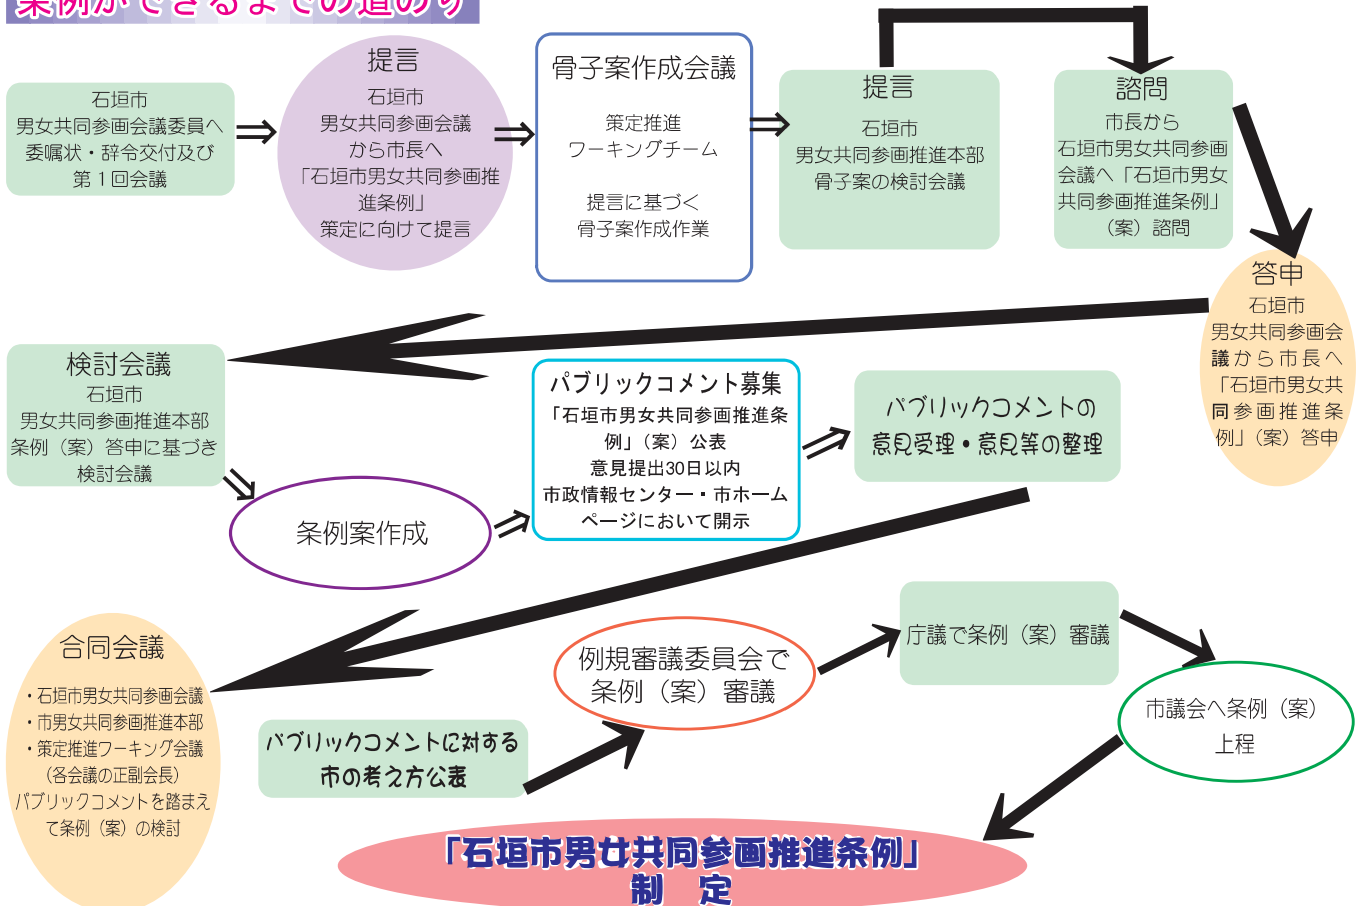 条例ができるまでの道のり
石垣市
男女共同参画会議委員へ
委嘱状・辞令交付及び
第１回会議
提言
石垣市
男女共同参画会議
から市長へ
「石垣市男女共同参画推
進条例」
策定に向けて提言
骨子案作成会議
策定推進
ワーキングチーム
提言に基づく
骨子案作成作業
提言
石垣市
男女共同参画推進本部
骨子案の検討会議
諮問
市長から
石垣市男女共同参画
会議へ「石垣市男女
共同参画推進条例」
（案）諮問
答申
石垣市
男女共同参画会
議から市長へ
「石垣市男女共
同参画推進条
例」（案）答申
検討会議
石垣市
男女共同参画推進本部
条例（案）答申に基づき
検討会議
条例案作成
パブリックコメント募集
「石垣市男女共同参画推進条
例」（案）公表
意見提出30日以内
市政情報センター・市ホーム
ページにおいて開示
パブリックコメントの
意見受理・意見等の整理
合同会議
・石垣市男女共同参画会議
・市男女共同参画推進本部
・策定推進ワーキング会議
（各会議の正副会長）
パブリックコメントを踏まえ
て条例（案）の検討
パブリックコメントに対する
市の考え方公表
例規審議委員会で
条例（案）審議
庁議で条例（案）審議
市議会へ条例（案）
上程
「石垣市男女共同参画推進条例」
制　定